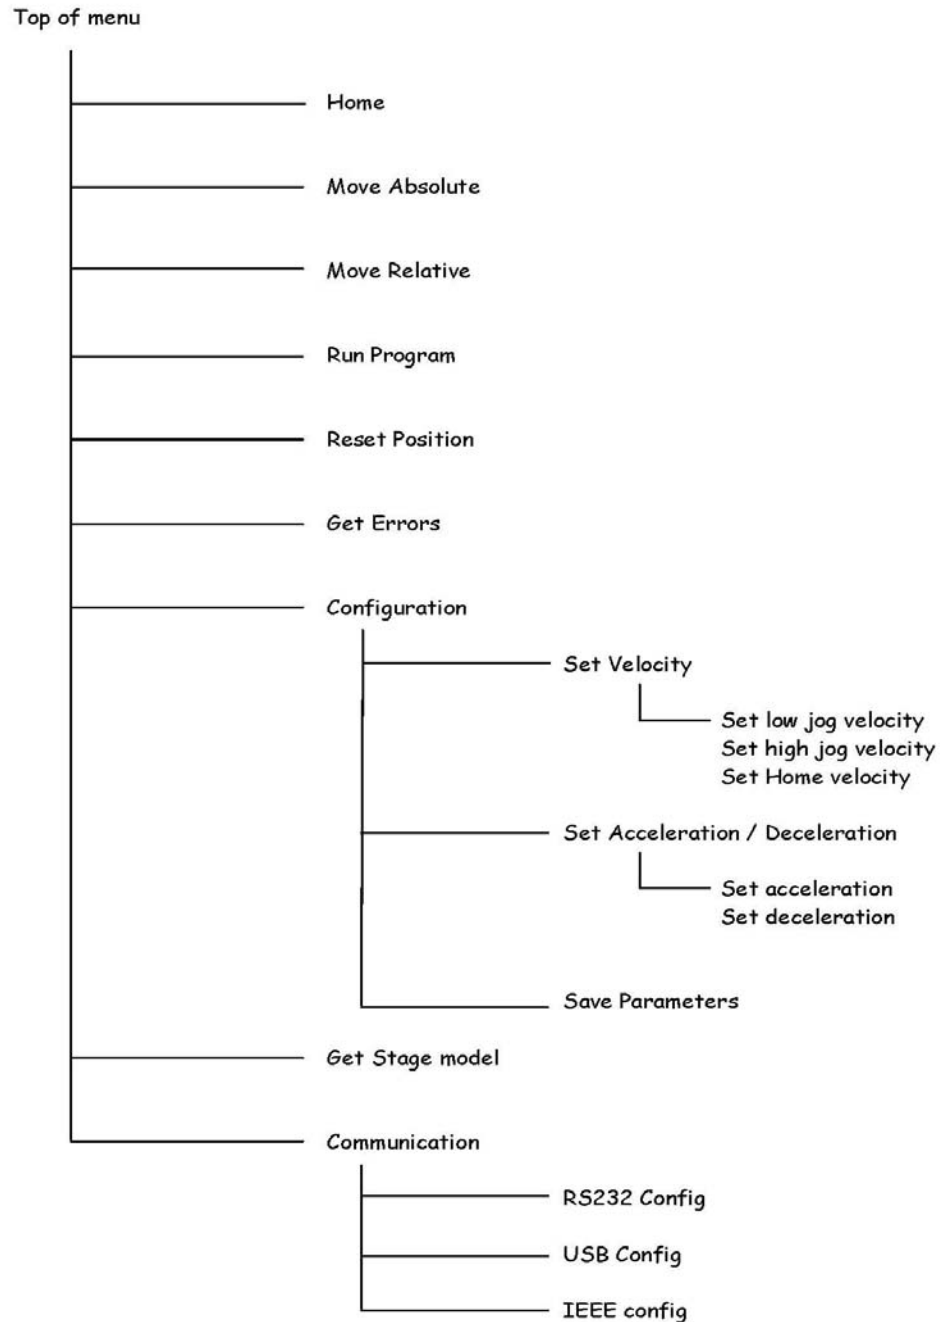 Top of menu
Home
Move Absolute
Move Relative
Run Program
Reset Position
Get Errors
Configuration
Set Velocity
Set low jog velocity
Set high jog velocity
Set Home velocity
Set Acceleration / Deceleration
Set acceleration
Set deceleration
Save Parameters
Get Stage model
Communication
RS232 Config
USB Config
IEEE config